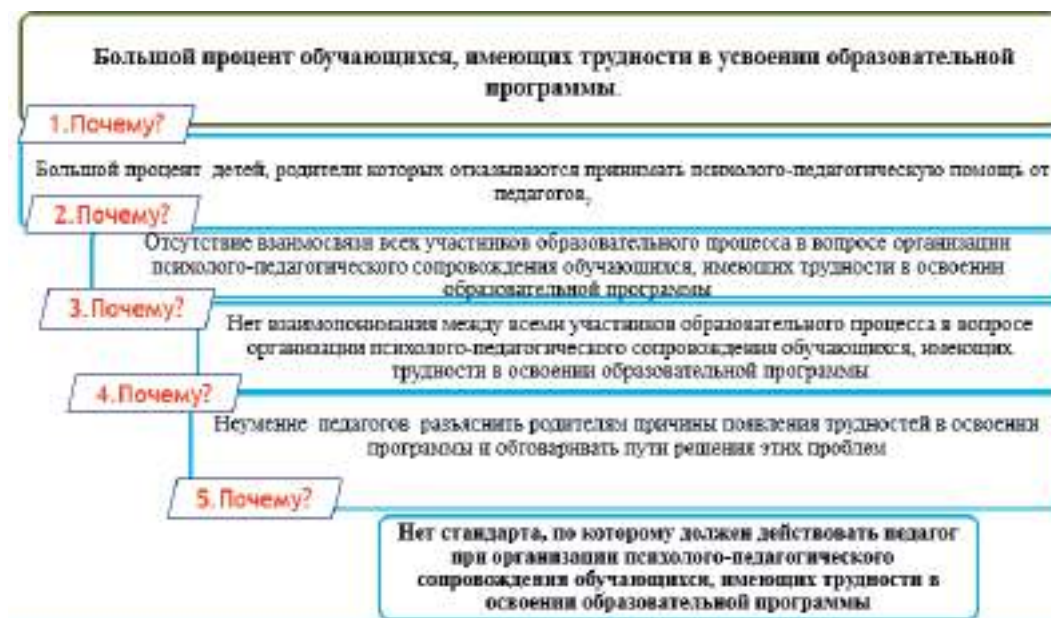 Большой процент обучающихся, имеющих трудности в усвоении образовательной
программы.
1.Почему?
Большой процент детей, родители которых отказываются принимать психолого-педагогическую помощь от
педагогов,
2.Почему?
Отсутствие взаимосвязи всех участников образовательного процесса в вопросе организации
психолого-педагогического сопровождения обучающихся, имеющих трудности в освоении
образовательной программы
3.Почему?
Нет взаимопонимания между всеми участников образовательного процесса в вопросе
организации психолого-педагогического сопровождения обучающихся, имеющих
трудности в освоении образовательной программы
4.Почему?
Неумение педагогов разъяснить родителям причины появления трудностей в освоении
программы и обговаривать пути решения этих проблем
5.Почему?
Нет стандарта, по которому должен действовать педагог
при организации психолого-педагогического
сопровождения обучающихся, имеющих трудности в
освоении образовательной программы